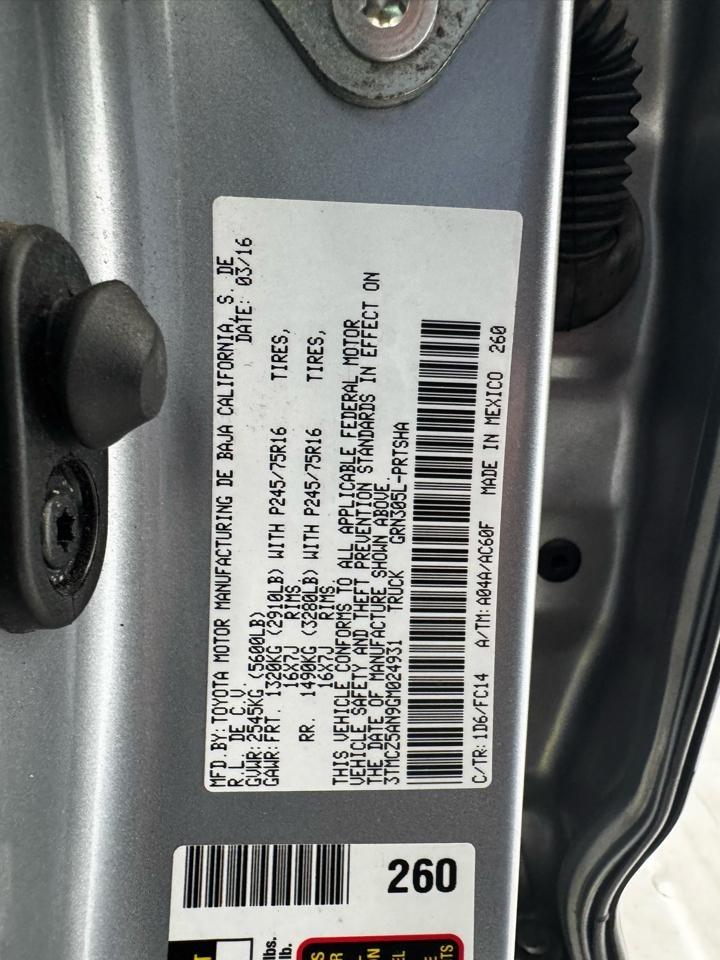 MFD.BY: TOYOTA MOTOR MANUFACTURING DE BAJA CALIFORNIA, S. DE
R.L. DE C.V. DATE: 03/16
GVWR: 2545KG (5600LB)
GAWR: FRT. 1320KG (2910LB) WITH P245/75R16 TIRES,
16X7J RIMS,
RR. 1490KG (3280LB) WITH P245/75R16 TIRES,
16X7J RIMS
THIS VEHICLE CONFORMS TO ALL APPLICABLE FEDERAL MOTOR
VEHICLE SAFETY AND THEFT PREVENTION STANDARDS IN EFFECT ON
THE DATE OF MANUFACTURE SHOWN ABOVE.
3TMCZ5AN9GM024931 TRUCK GRN305L-PRTSHA
C/TR: 1D6/FC14 A/TM: A04A/AC60F MADE IN MEXICO 260
260
lbs.
lb.